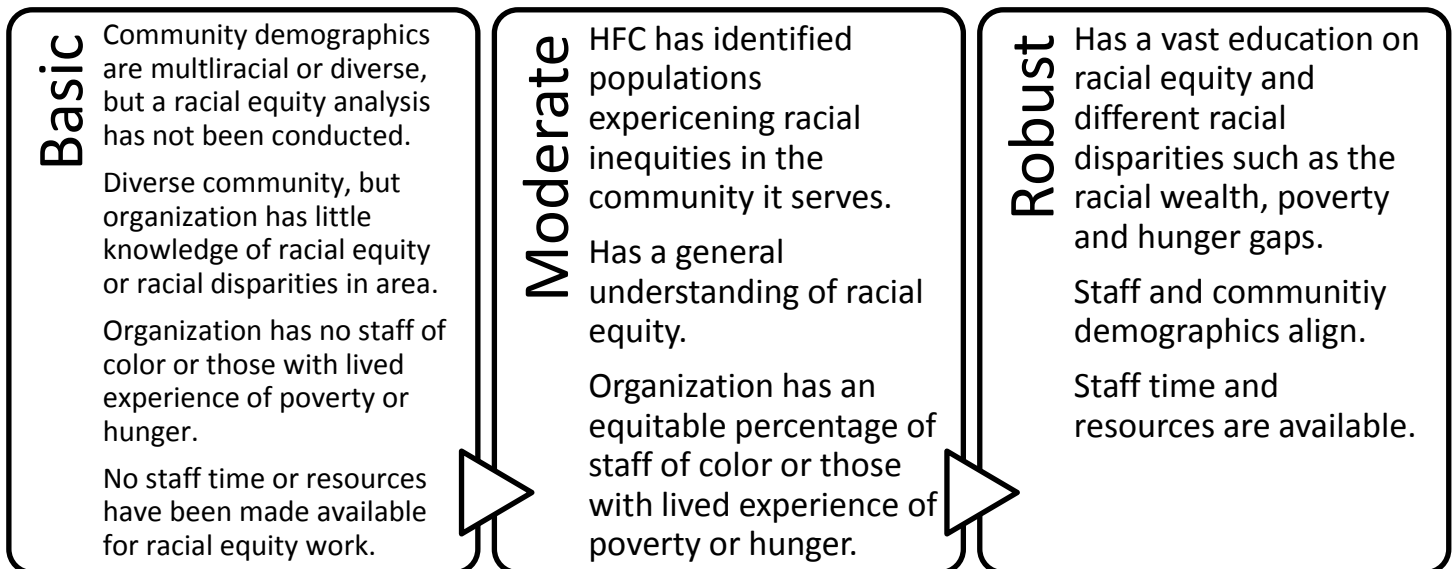 Basic
Community demographics
are multliracial or diverse,
but a racial equity analysis
has not been conducted.
Diverse community, but
organization has little
knowledge of racial equity
or racial disparities in area.
Organization has no staff of
color or those with lived
experience of poverty or
hunger.
No staff time or resources
have been made available
for racial equity work.
Moderate
HFC has identified
populations
expericening racial
inequities in the
community it serves.
Has a general
understanding of racial
equity.
Organization has an
equitable percentage of
staff of color or those
with lived experience of
poverty or hunger.
Robust
Has a vast education on
racial equity and
different racial
disparities such as the
racial wealth, poverty
and hunger gaps.
Staff and communitiy
demographics align.
Staff time and
resources are available.